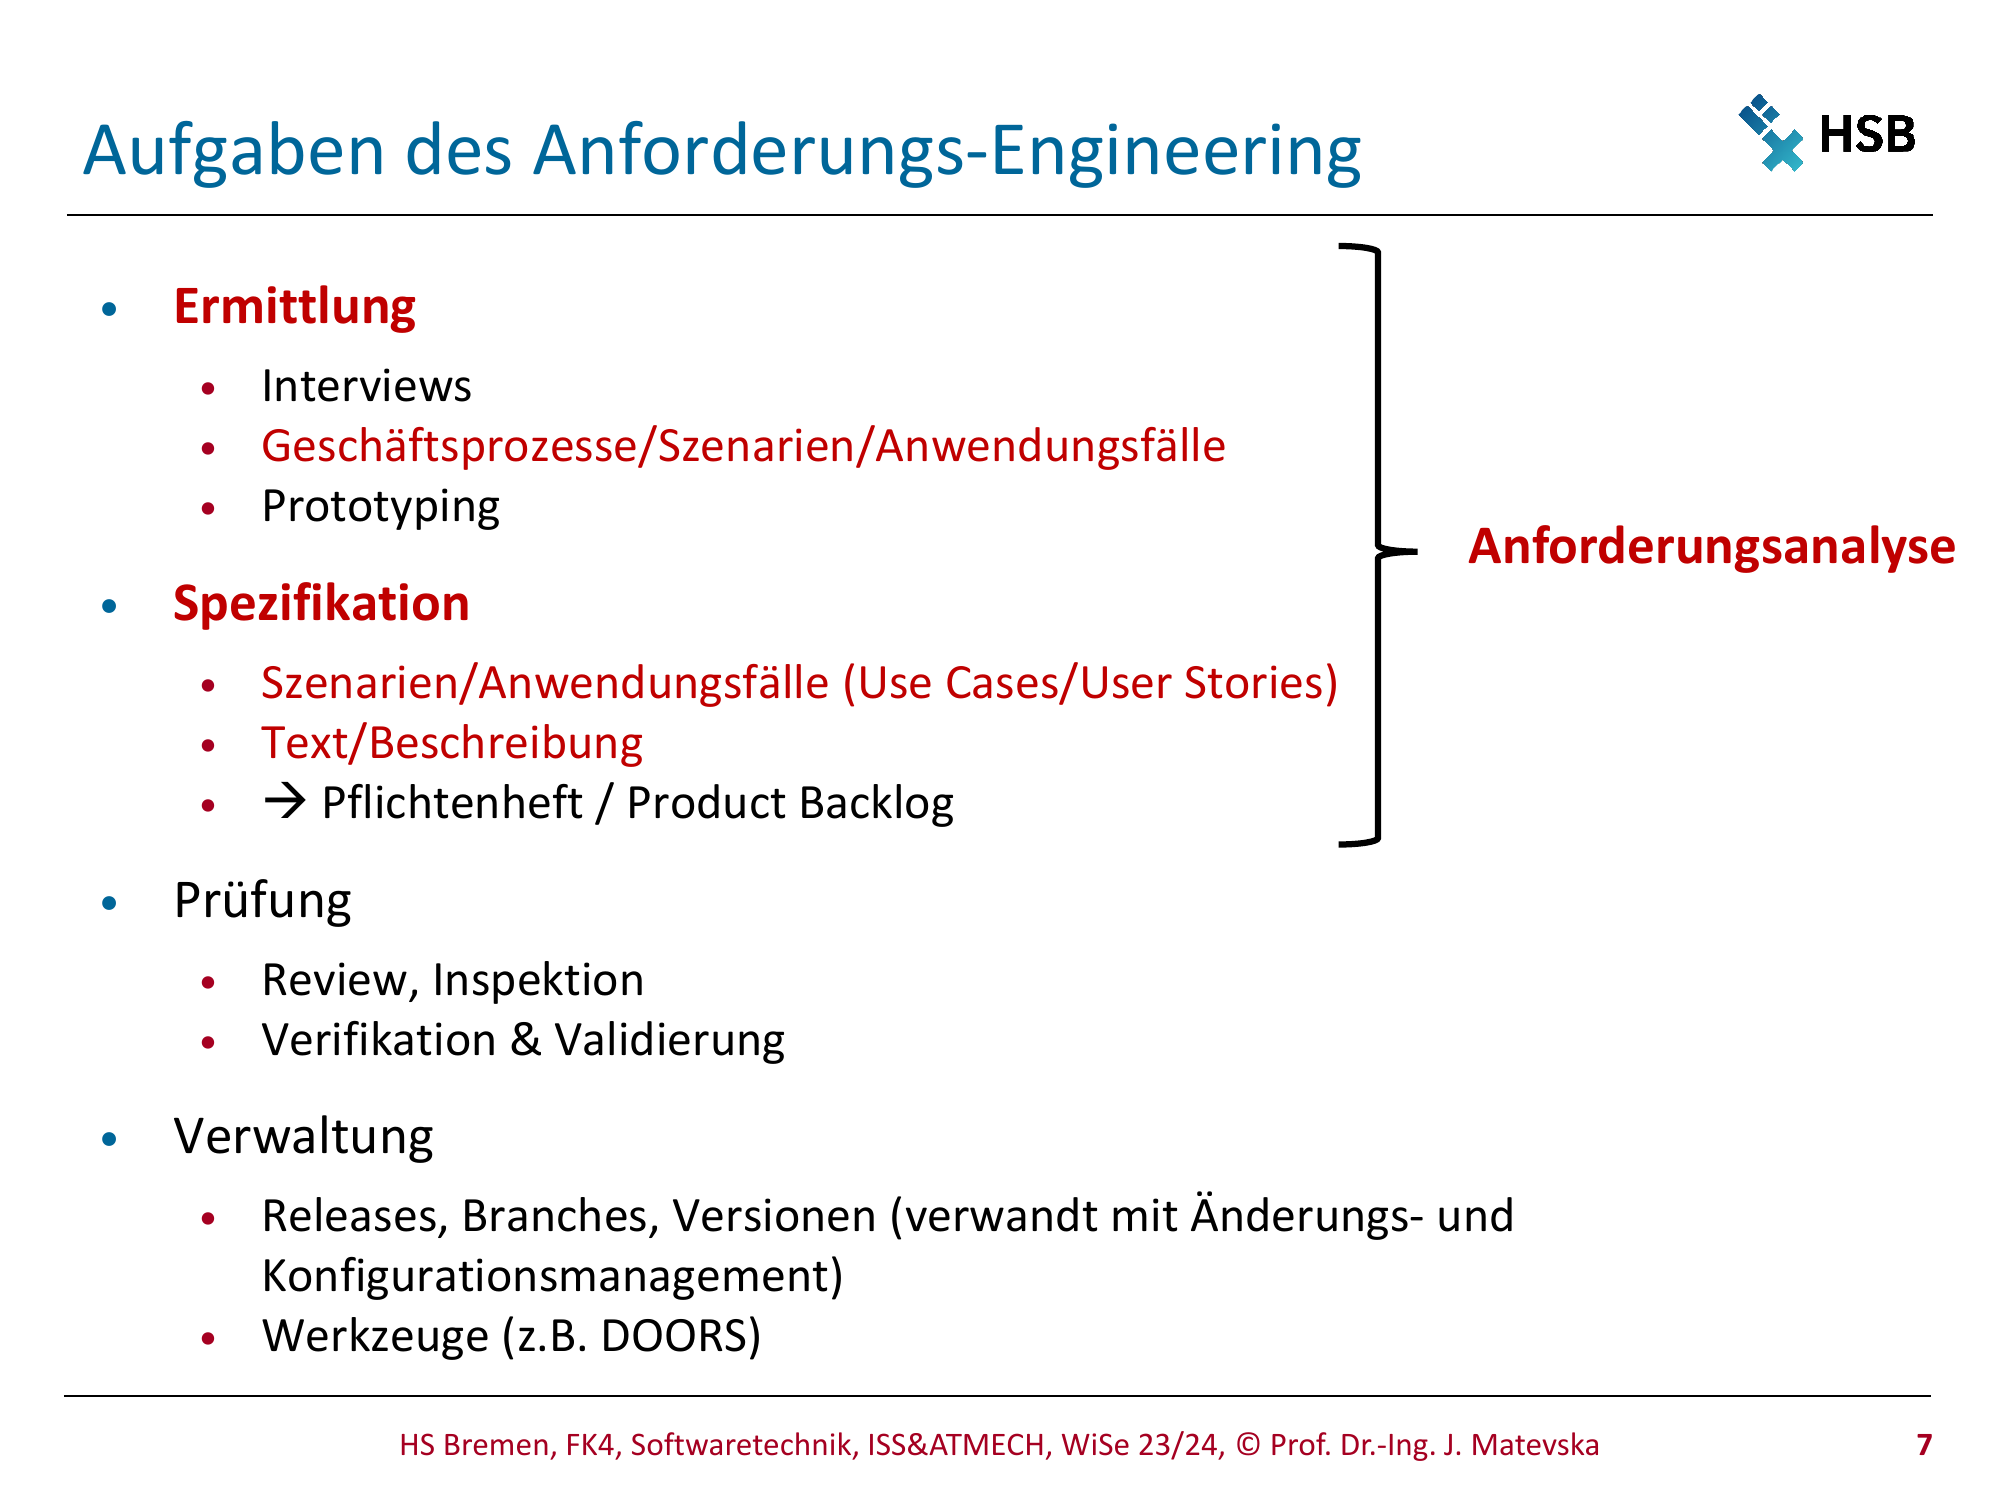 Aufgaben des Anforderungs-Engineering
HSB
• Ermittlung
• Interviews
• Geschäftsprozesse/Szenarien/Anwendungsfälle
• Prototyping
Anforderungsanalyse
• Spezifikation
• Szenarien/Anwendungsfälle (Use Cases/User Stories)
• Text/Beschreibung
• → Pflichtenheft / Product Backlog
• Prüfung
• Review, Inspektion
• Verifikation & Validierung
• Verwaltung
• Releases, Branches, Versionen (verwandt mit Änderungs- und
Konfigurationsmanagement)
• Werkzeuge (z.B. DOORS)
HS Bremen, FK4, Softwaretechnik, ISS&ATMECH, WiSe 23/24, © Prof. Dr.-Ing. J. Matevska
7